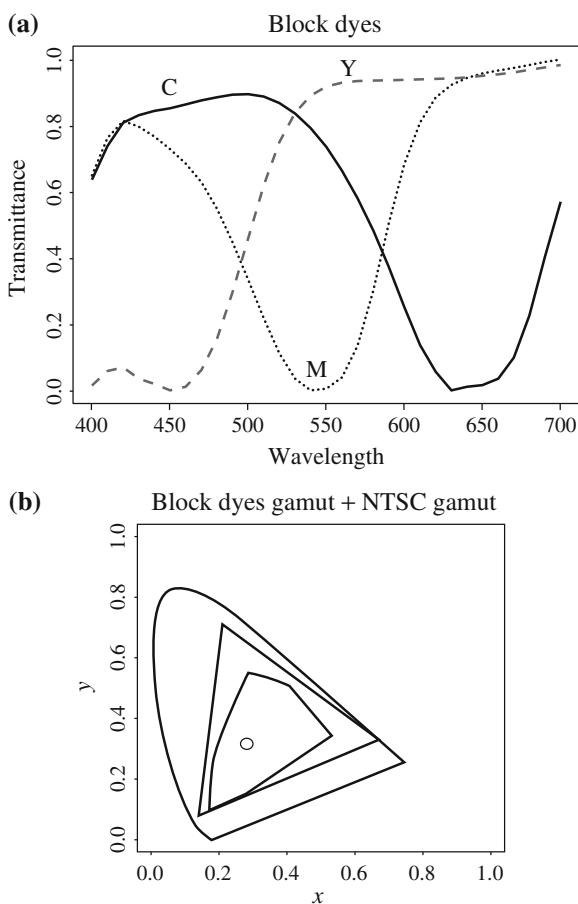 (a)
Block dyes
1.0
0.8
0.6
0.4
0.2
0.0
Transmittance
C
Y
M
400 450 500 550 600 650 700
Wavelength
(b)
Block dyes gamut + NTSC gamut
1.0
0.8
0.6
0.4
0.2
0.0
y
0.0 0.2 0.4 0.6 0.8 1.0
x